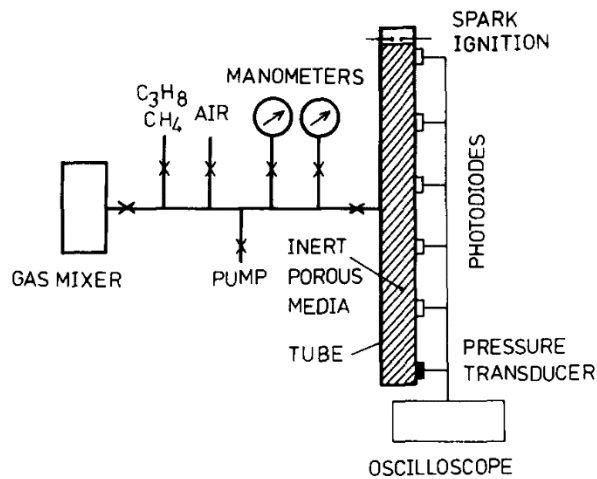 SPARK
IGNITION
MANOMETERS
C3H8
CH4
AIR
PHOTODIODES
GAS MIXER
PUMP
INERT
POROUS
MEDIA
TUBE
PRESSURE
TRANSDUCER
OSCILLOSCOPE